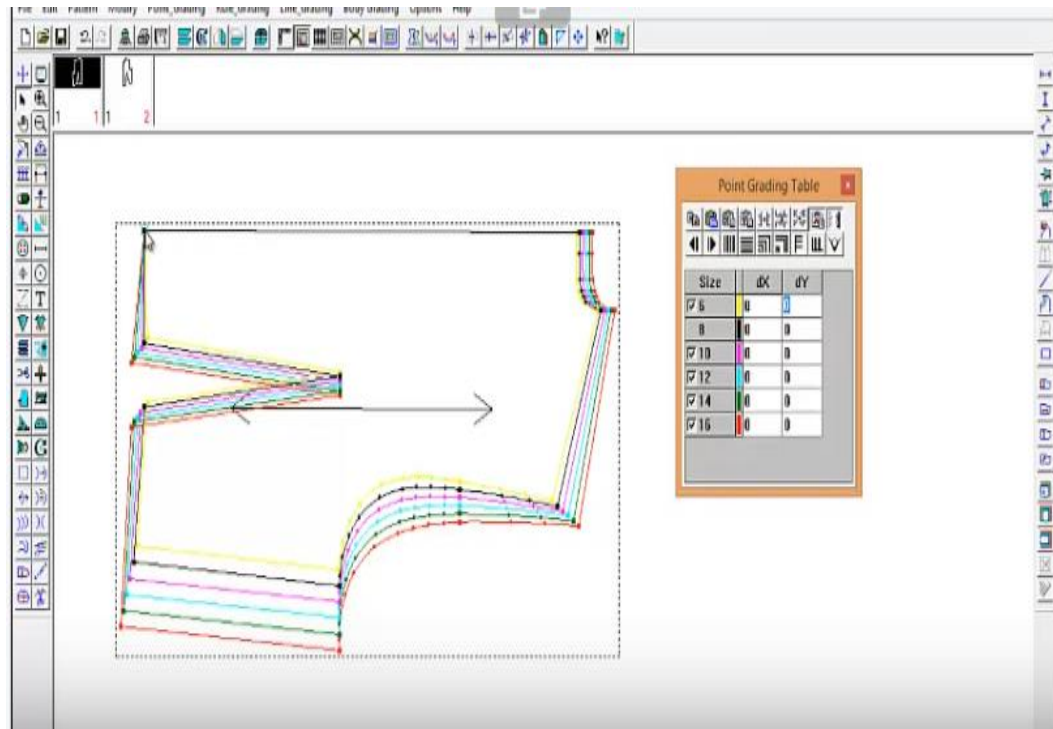 File Edit Pattern Modify Point_Grading Rule_Grading Line_Grading Body Grading Options Help
1 1 1 2
Point Grading Table
Size dX dY
6 0 0
8 0 0
10 0 0
12 0 0
14 0 0
16 0 0